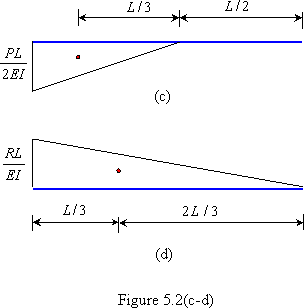 L/3 L/2
PL
2EI
(c)
RL
EI
L/3 2L/3
(d)
Figure 5.2(c-d)